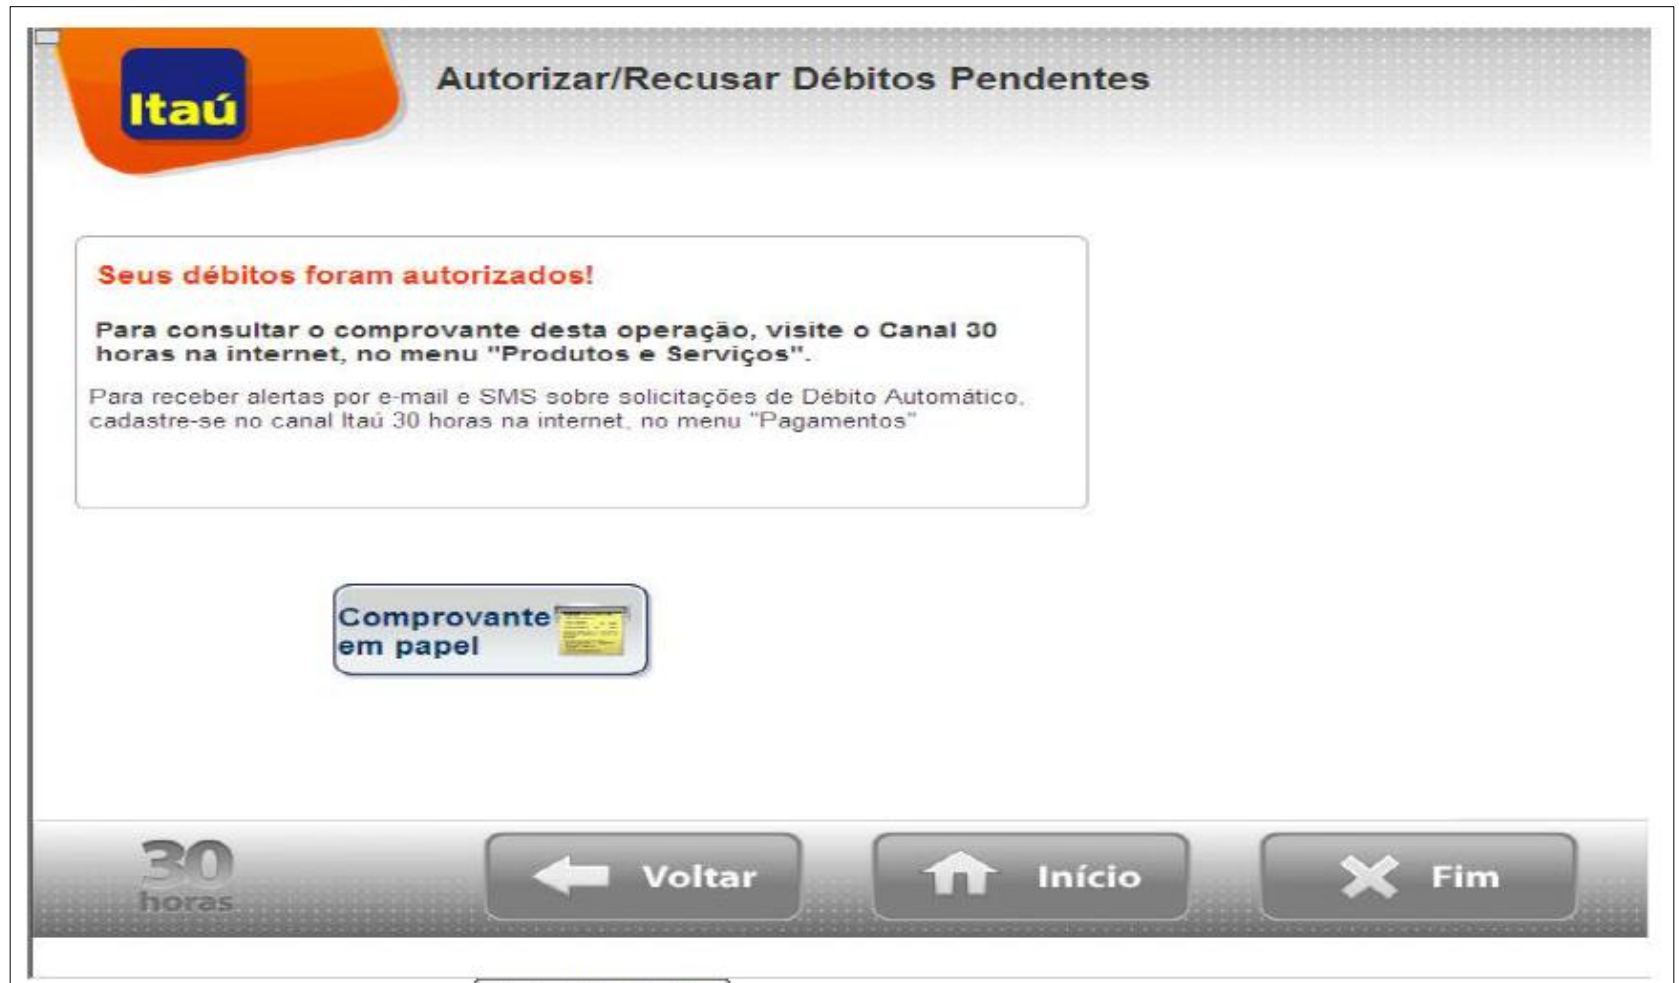 Itaú
Autorizar/Recusar Débitos Pendentes
Seus débitos foram autorizados!
Para consultar o comprovante desta operação, visite o Canal 30
horas na internet, no menu "Produtos e Serviços".
Para receber alertas por e-mail e SMS sobre solicitações de Débito Automático,
cadastre-se no canal Itaú 30 horas na internet, no menu "Pagamentos"
Comprovante
em papel
30
horas
Voltar
Início
Fim